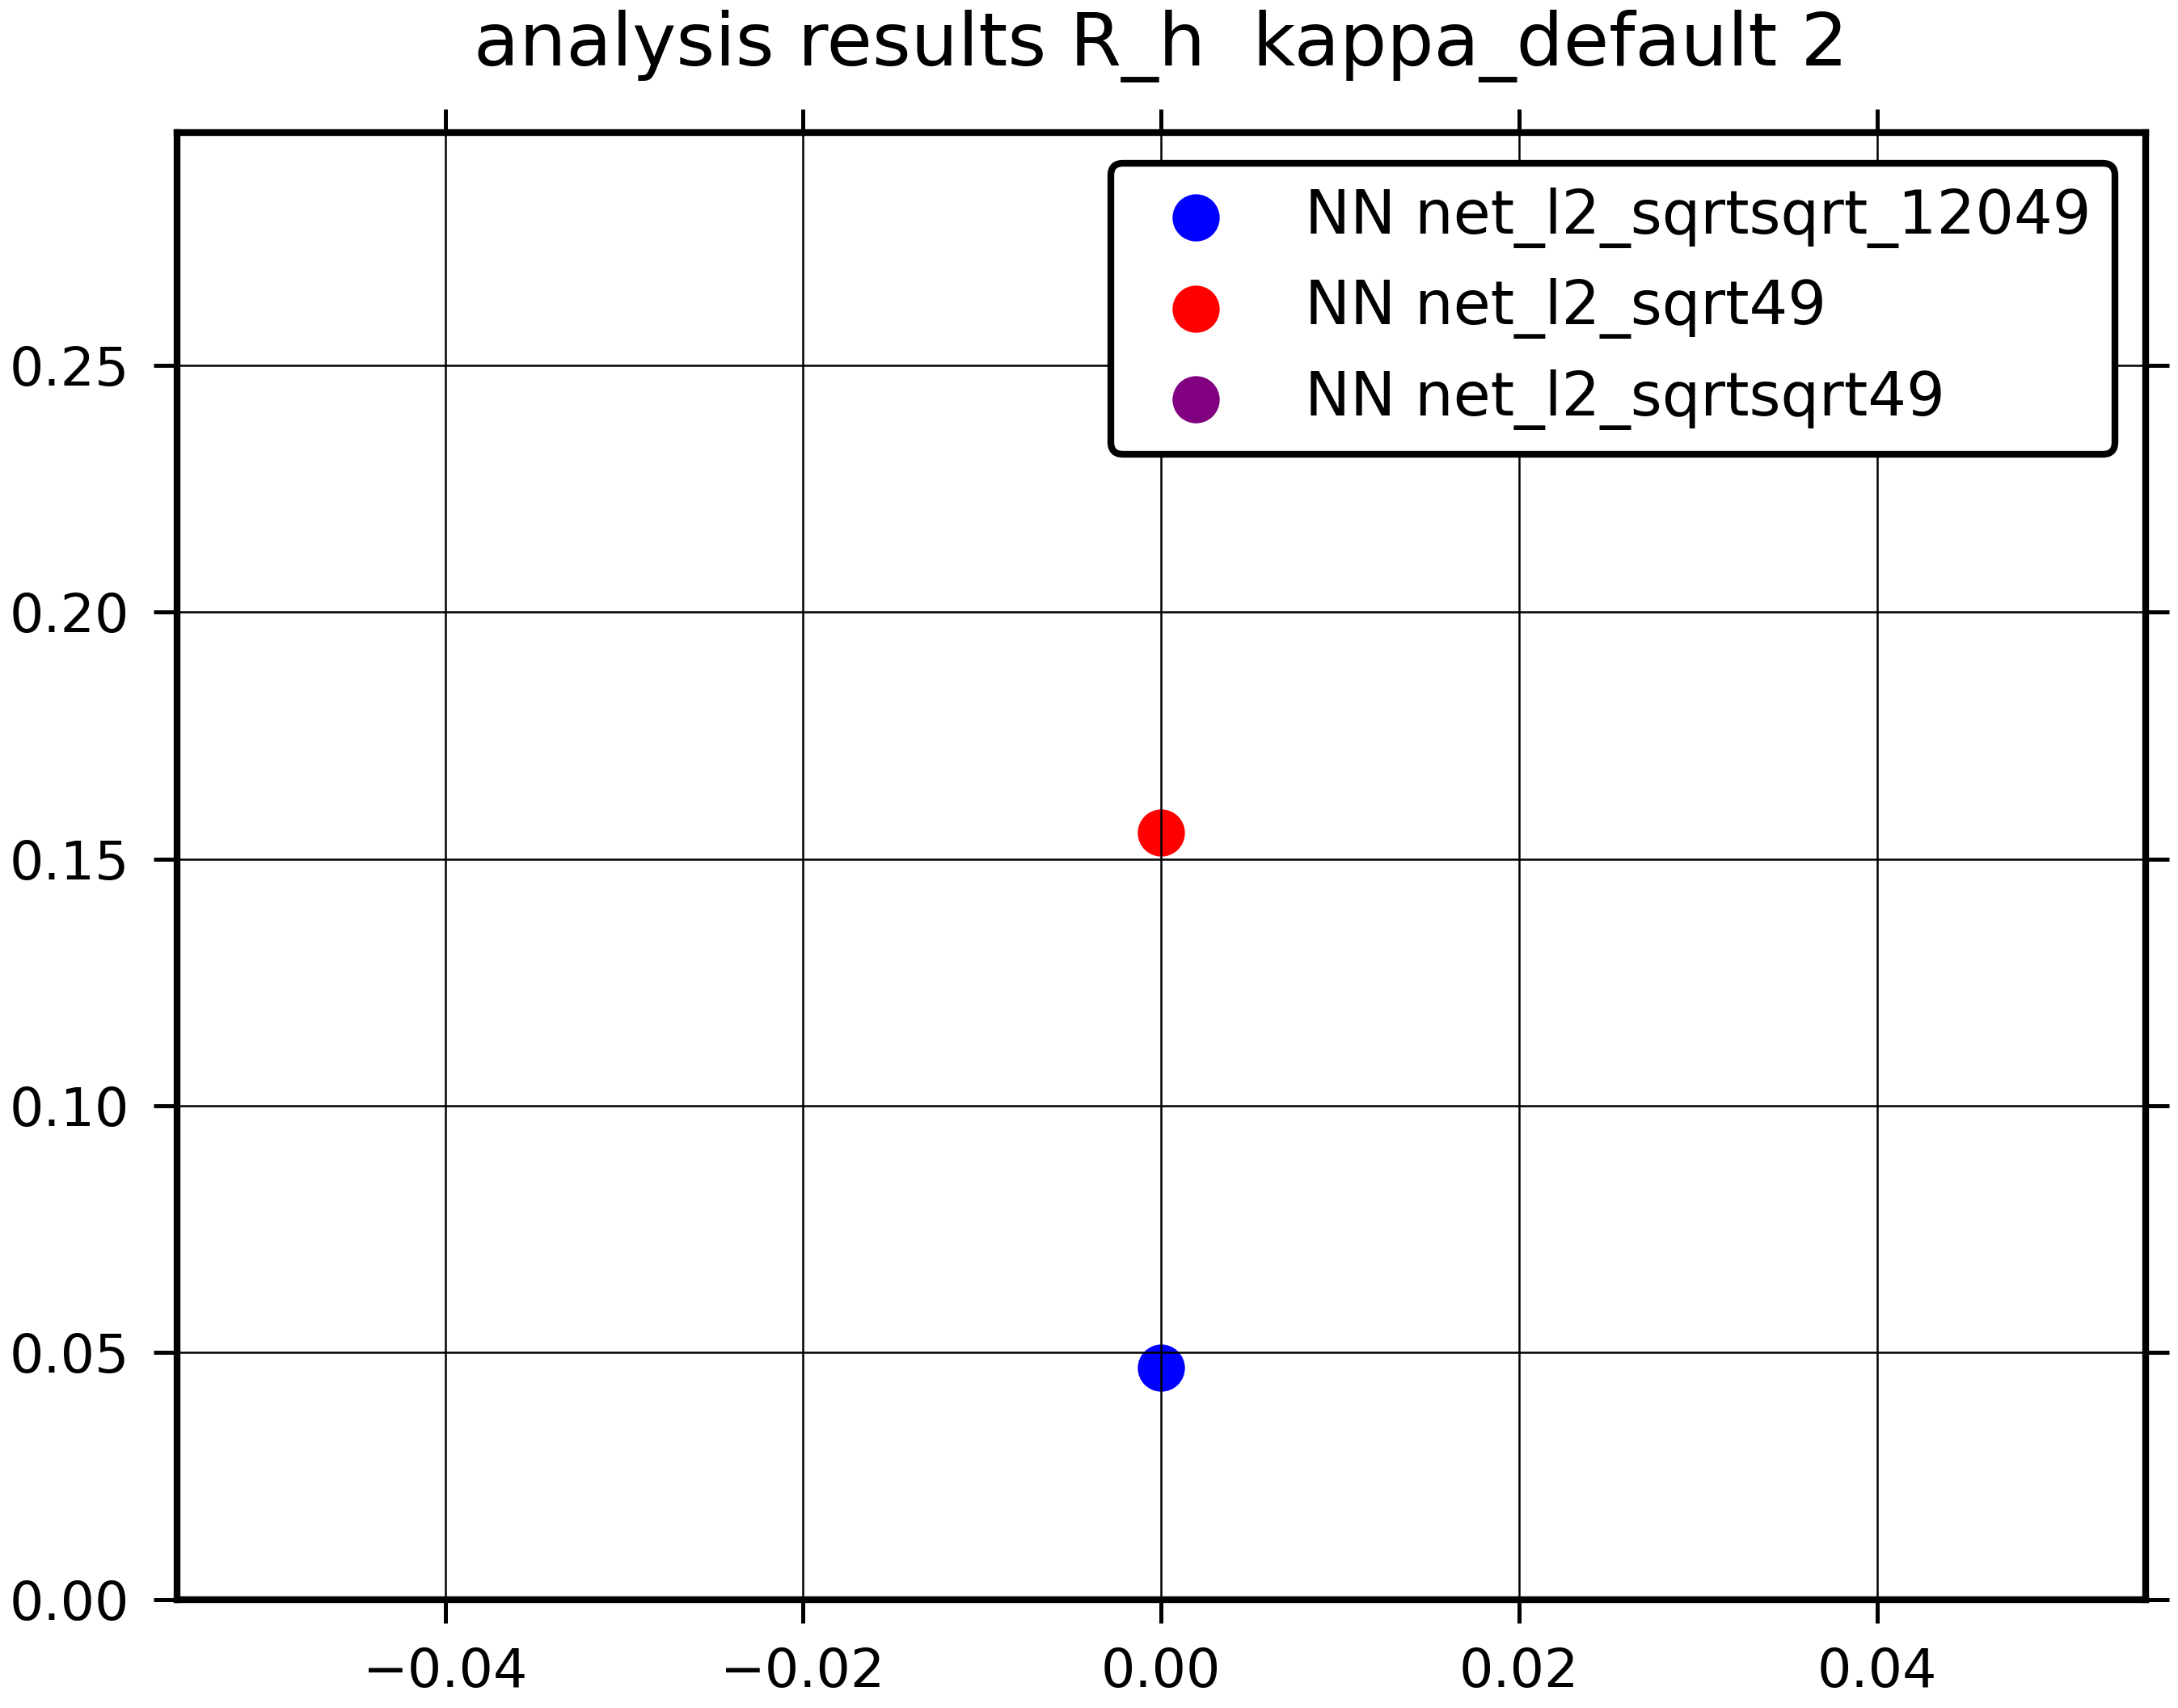 analysis results R_h  kappa_default 2
NN net_l2_sqrtsqrt_12049
NN net_l2_sqrt49
NN net_l2_sqrtsqrt49
0.25
0.20
0.15
0.10
0.05
0.00
−0.04 −0.02 0.00 0.02 0.04